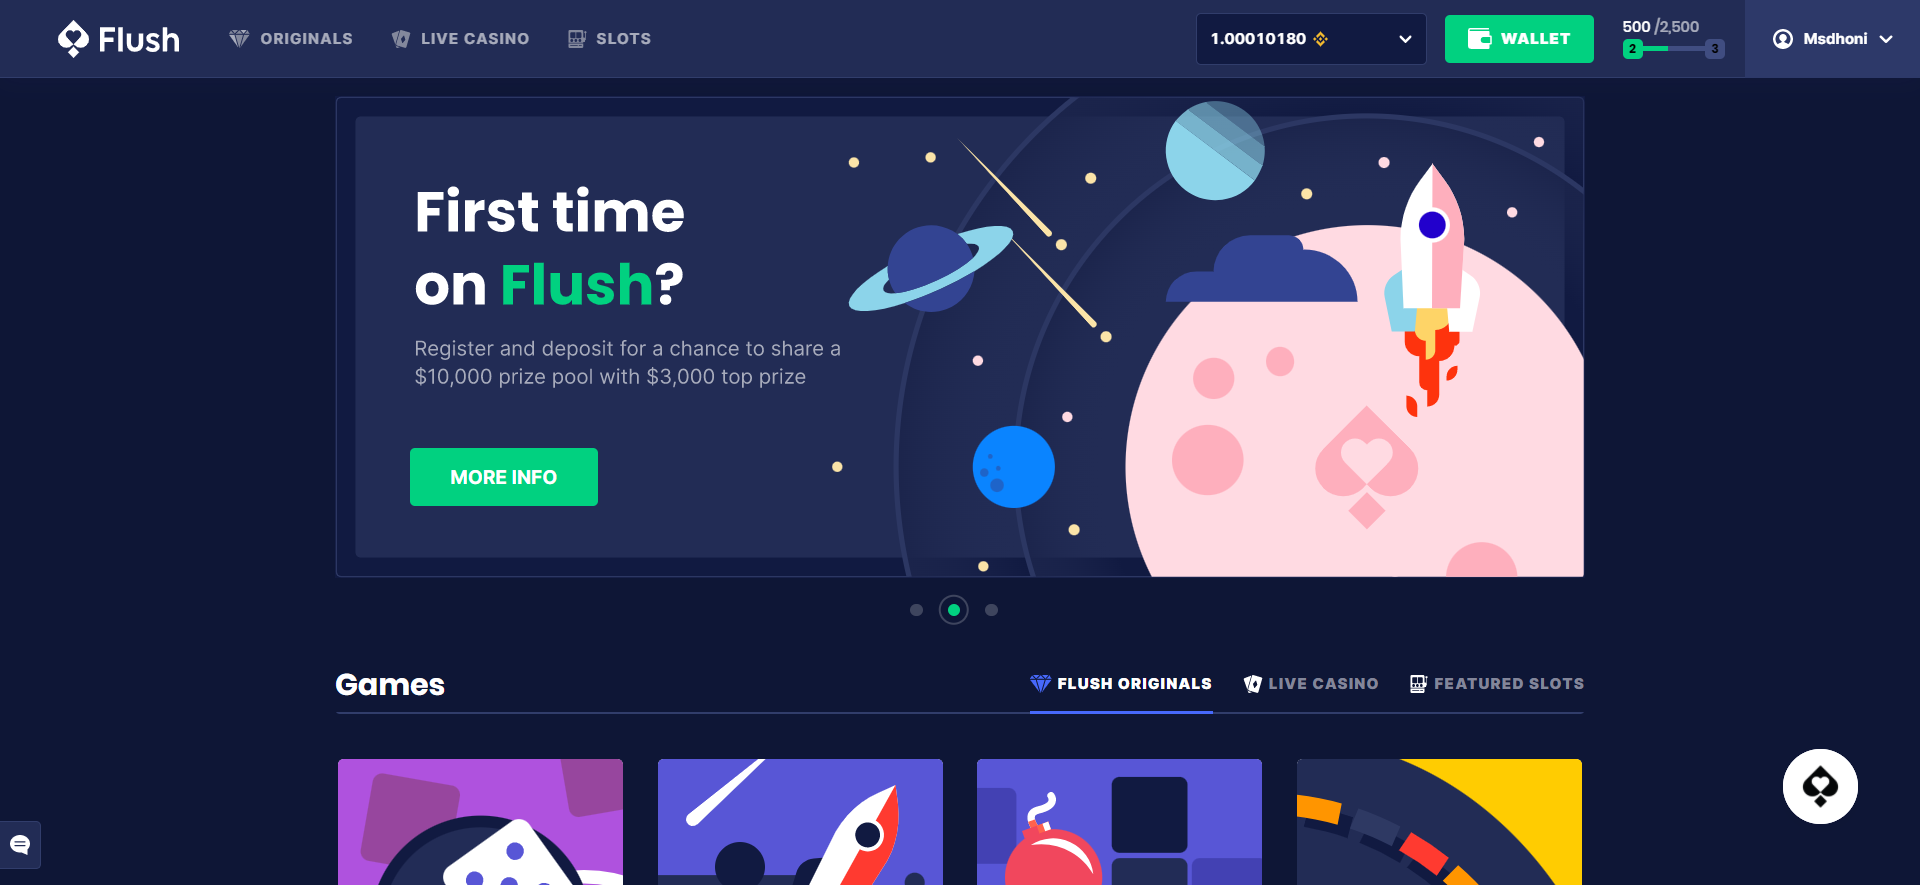 Flush
ORIGINALS
LIVE CASINO
SLOTS
1.00010180
WALLET
500 /2,500
2
3
Msdhoni
First time
on Flush?
Register and deposit for a chance to share a
$10,000 prize pool with $3,000 top prize
MORE INFO
Games
FLUSH ORIGINALS
LIVE CASINO
FEATURED SLOTS